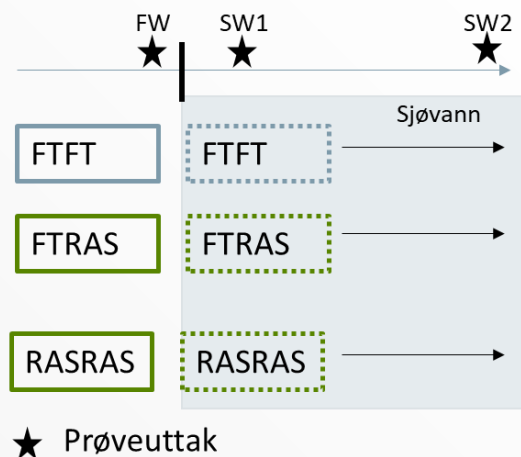 FW SW1 SW2
Sjøvann
FTFT FTFT
FTRAS FTRAS
RASRAS RASRAS
Prøveuttak